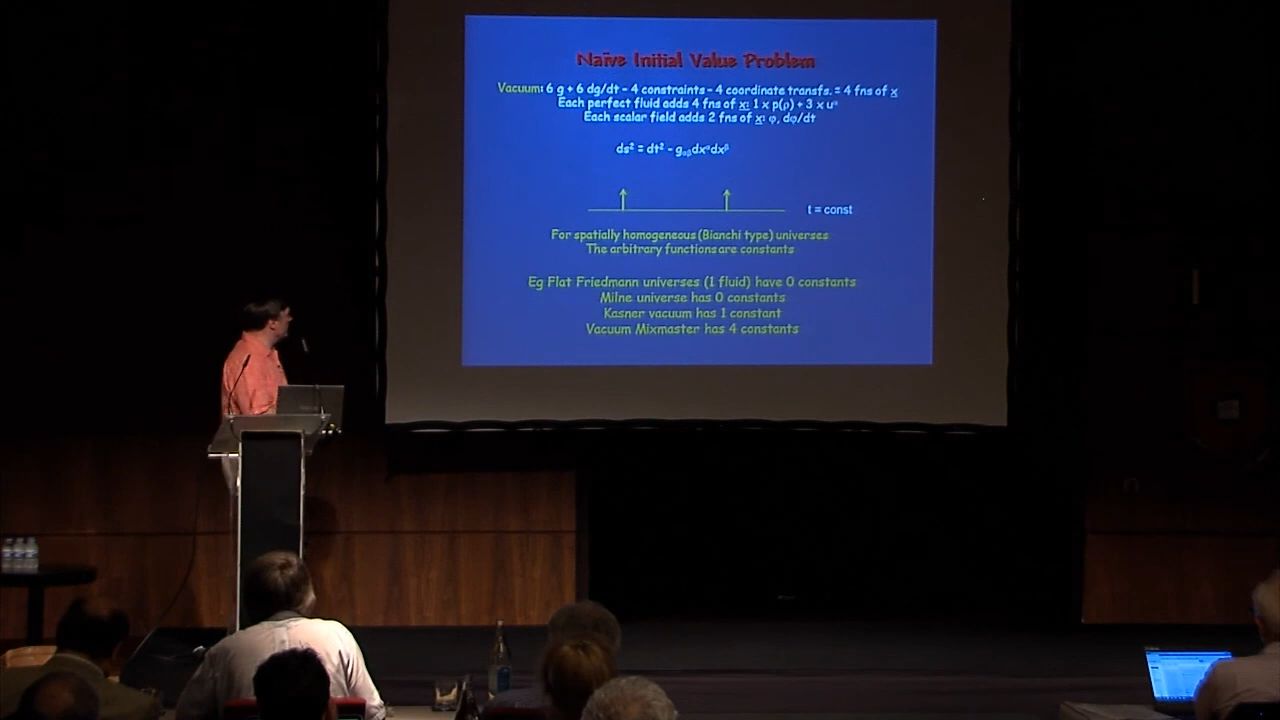 Naïve Initial Value Problem
Vacuum: 6 g + 6 dg/dt – 4 constraints – 4 coordinate transfs. = 4 fns of x
Each perfect fluid adds 4 fns of x: 1 x p(ρ) + 3 x uᵅ
Each scalar field adds 2 fns of x: φ, dφ/dt
ds² = dt² - gαβdxᵅdxᵝ
t = const
For spatially homogeneous (Bianchi type) universes
The arbitrary functions are constants
Eg Flat Friedmann universes (1 fluid) have 0 constants
Milne universe has 0 constants
Kasner vacuum has 1 constant
Vacuum Mixmaster has 4 constants